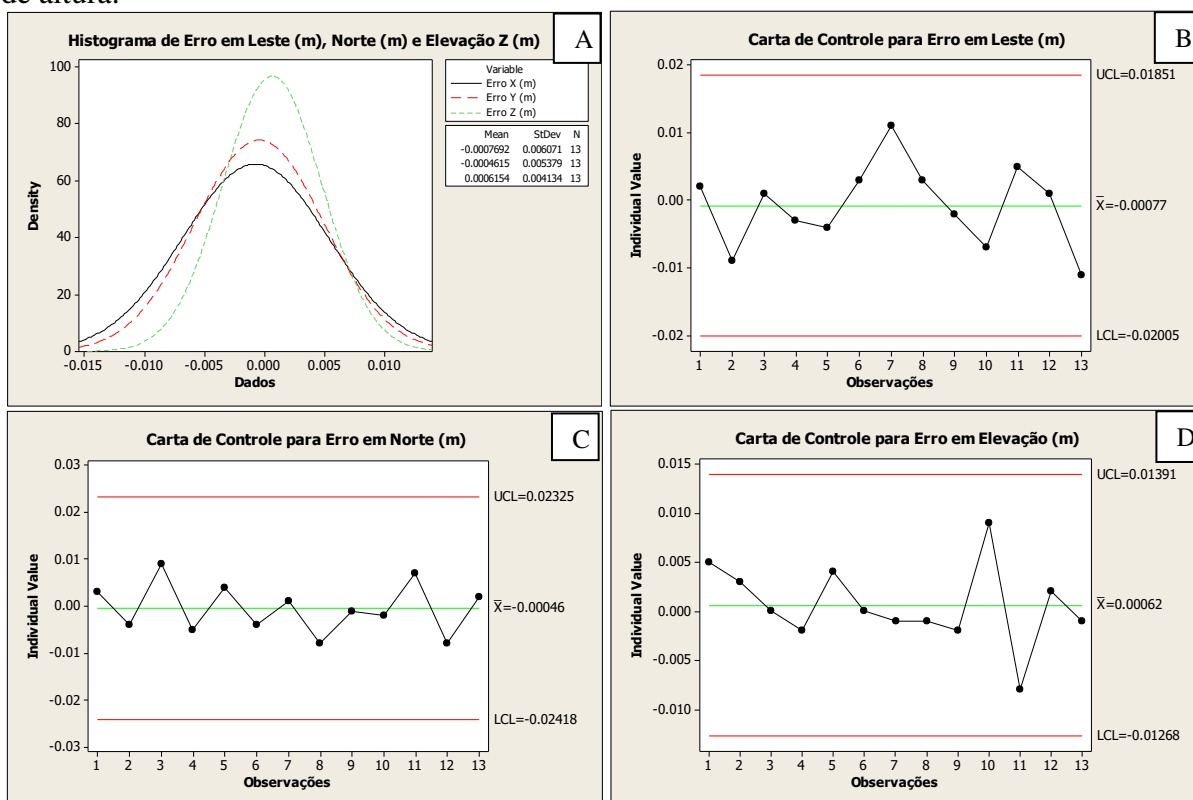 de altura.
Histograma de Erro em Leste (m), Norte (m) e Elevação Z (m)
A
Variable
Erro X (m)
Erro Y (m)
Erro Z (m)
Mean StDev N
-0.0007692 0.006071 13
-0.0004615 0.005379 13
0.0006154 0.004134 13
Density
100
80
60
40
20
0
-0.015 -0.010 -0.005 0.000 0.005 0.010
Dados
Carta de Controle para Erro em Leste (m)
B
Individual Value
0.02
0.01
0.00
-0.01
-0.02
UCL=0.01851
X=-0.00077
LCL=-0.02005
1 2 3 4 5 6 7 8 9 10 11 12 13
Observações
Carta de Controle para Erro em Norte (m)
C
Individual Value
0.03
0.02
0.01
0.00
-0.01
-0.02
-0.03
UCL=0.02325
X=-0.00046
LCL=-0.02418
1 2 3 4 5 6 7 8 9 10 11 12 13
Observações
Carta de Controle para Erro em Elevação (m)
D
Individual Value
0.015
0.010
0.005
0.000
-0.005
-0.010
UCL=0.01391
X=0.00062
LCL=-0.01268
1 2 3 4 5 6 7 8 9 10 11 12 13
Observações